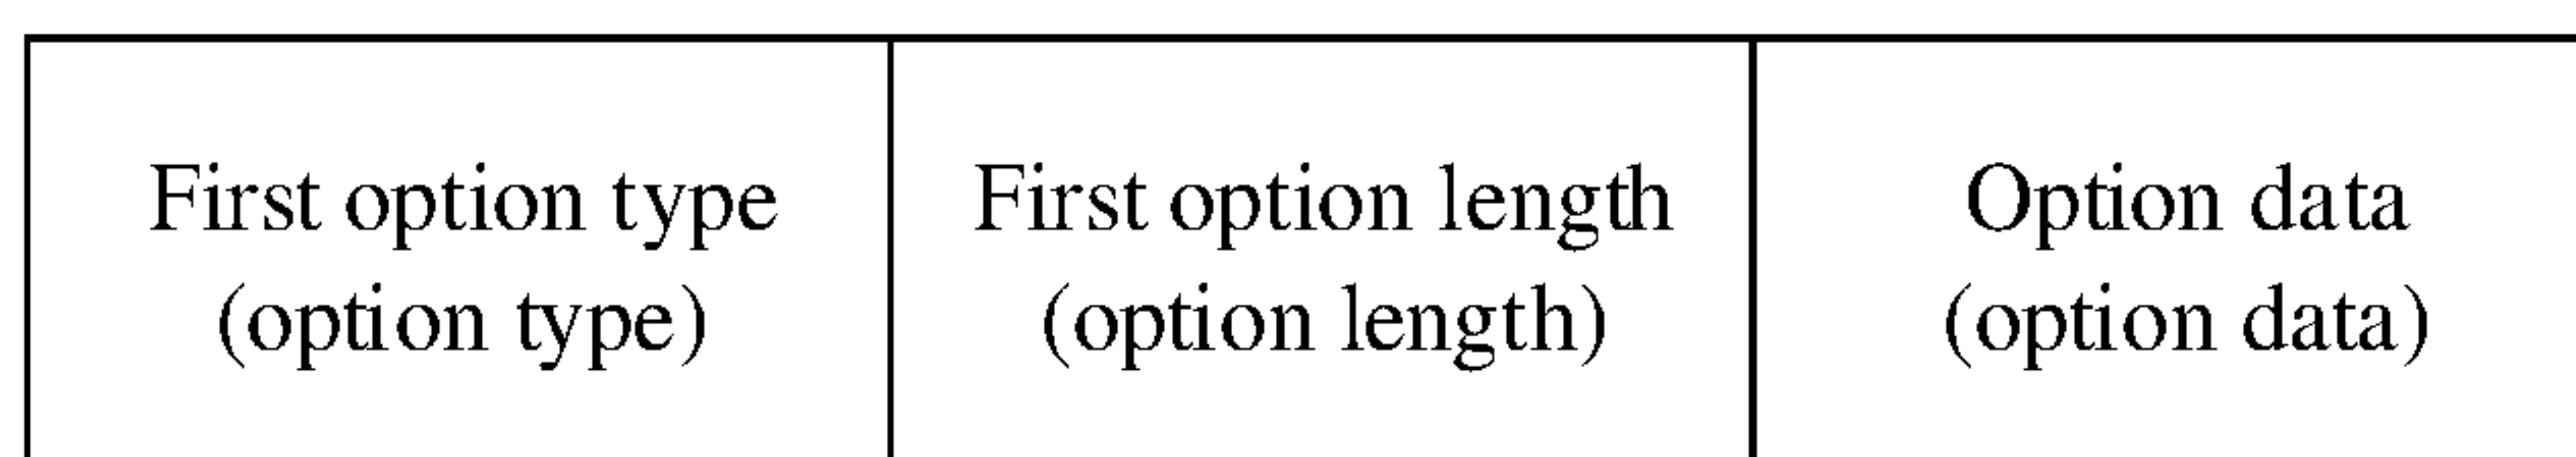 First option type
(option type)
First option length
(option length)
Option data
(option data)